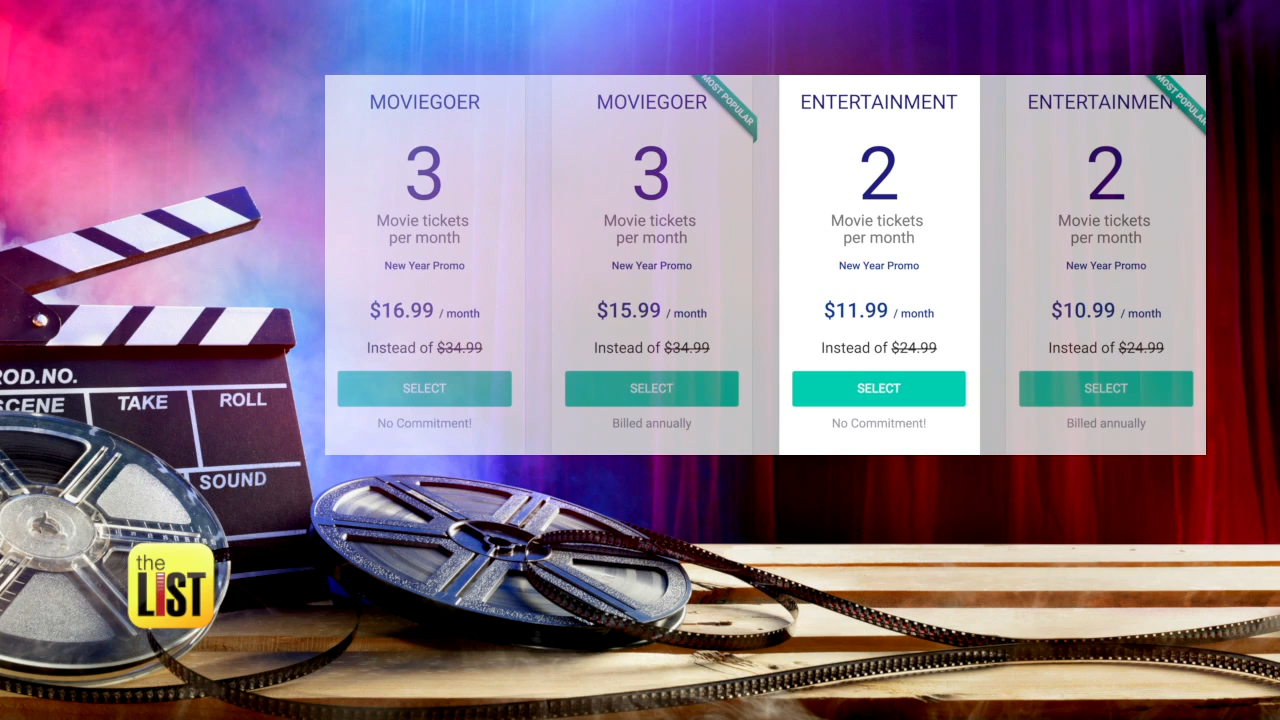 MOVIEGOER
3
Movie tickets
per month
New Year Promo
$16.99 / month
Instead of $34.99
SELECT
No Commitment!
MOVIEGOER
MOST POPULAR
3
Movie tickets
per month
New Year Promo
$15.99 / month
Instead of $34.99
SELECT
Billed annually
ENTERTAINMENT
2
Movie tickets
per month
New Year Promo
$11.99 / month
Instead of $24.99
SELECT
No Commitment!
ENTERTAINMEN
MOST POPULAR
2
Movie tickets
per month
New Year Promo
$10.99 / month
Instead of $24.99
SELECT
Billed annually
ROD.NO.
SCENE TAKE ROLL
SOUND
the
LIST